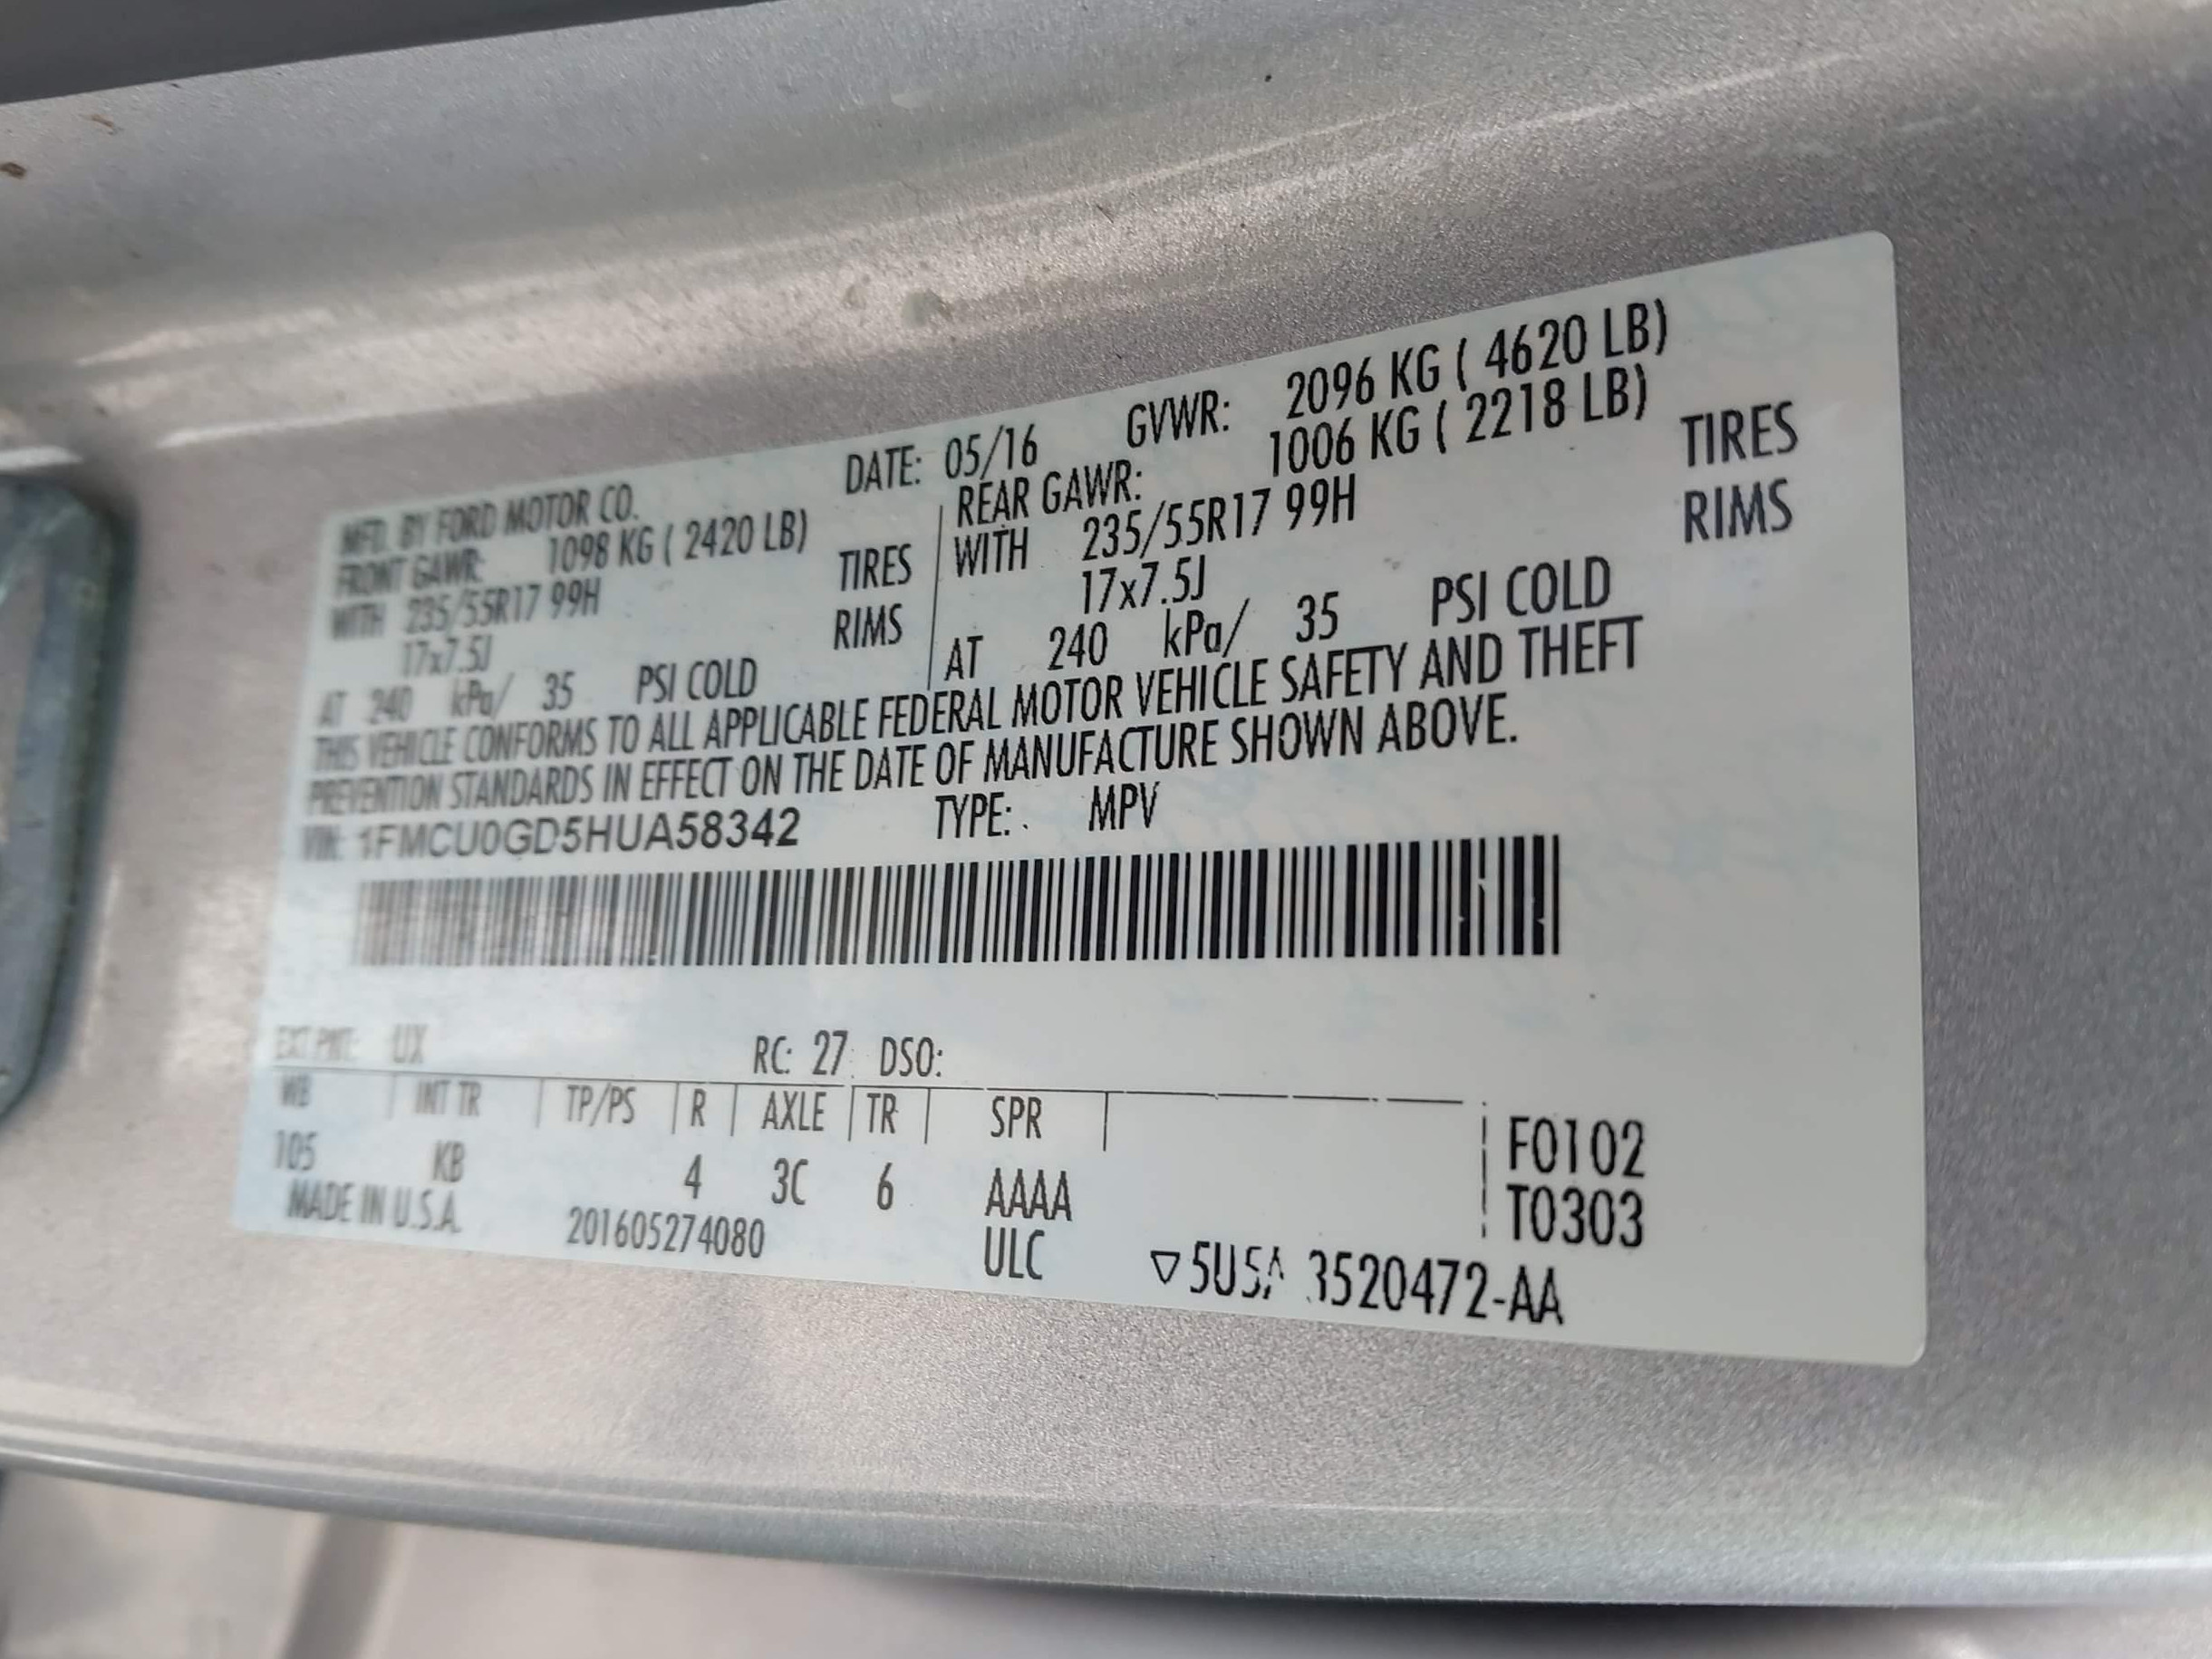 MFD. BY FORD MOTOR CO. DATE: 05/16 GVWR: 2096 KG ( 4620 LB)
FRONT GAWR: 1098 KG ( 2420 LB) REAR GAWR: 1006 KG ( 2218 LB)
WITH 235/55R17 99H TIRES WITH 235/55R17 99H TIRES
17x7.5J RIMS 17x7.5J RIMS
AT 240 kPa/ 35 PSI COLD AT 240 kPa/ 35 PSI COLD
THIS VEHICLE CONFORMS TO ALL APPLICABLE FEDERAL MOTOR VEHICLE SAFETY AND THEFT
PREVENTION STANDARDS IN EFFECT ON THE DATE OF MANUFACTURE SHOWN ABOVE.
VIN: 1FMCU0GD5HUA58342 TYPE: MPV
EXT PNT: UX RC: 27 DSO:
WB INT TR TP/PS R AXLE TR SPR
105 KB 4 3C 6 AAAA
F0102
T0303
MADE IN U.S.A. 201605274080 ULC
▽5USA 3520472-AA